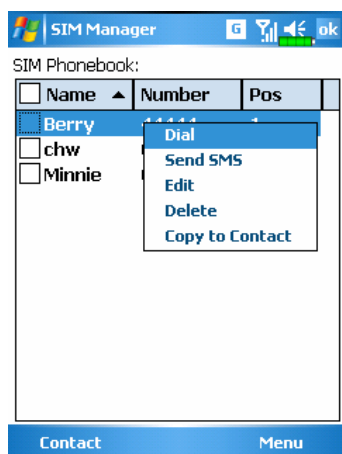 SIM Manager G ok
SIM Phonebook:
Name Number Pos
Berry
Dial
chw
Send SMS
Minnie
Edit
Delete
Copy to Contact
Contact Menu